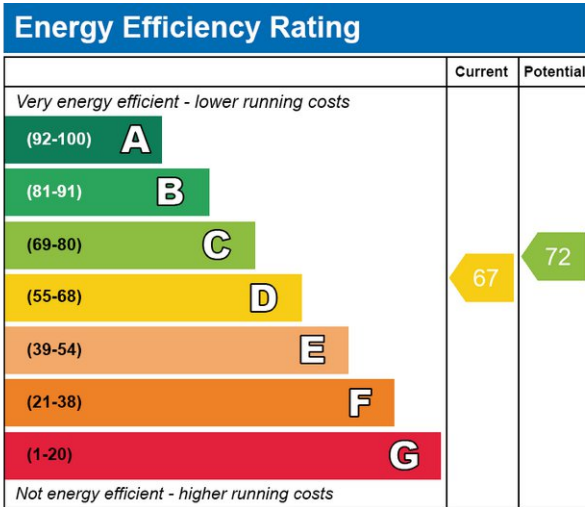 Energy Efficiency Rating
Current Potential
Very energy efficient - lower running costs
(92-100) A
(81-91) B
(69-80) C
(55-68) D
(39-54) E
(21-38) F
(1-20) G
67
72
Not energy efficient - higher running costs